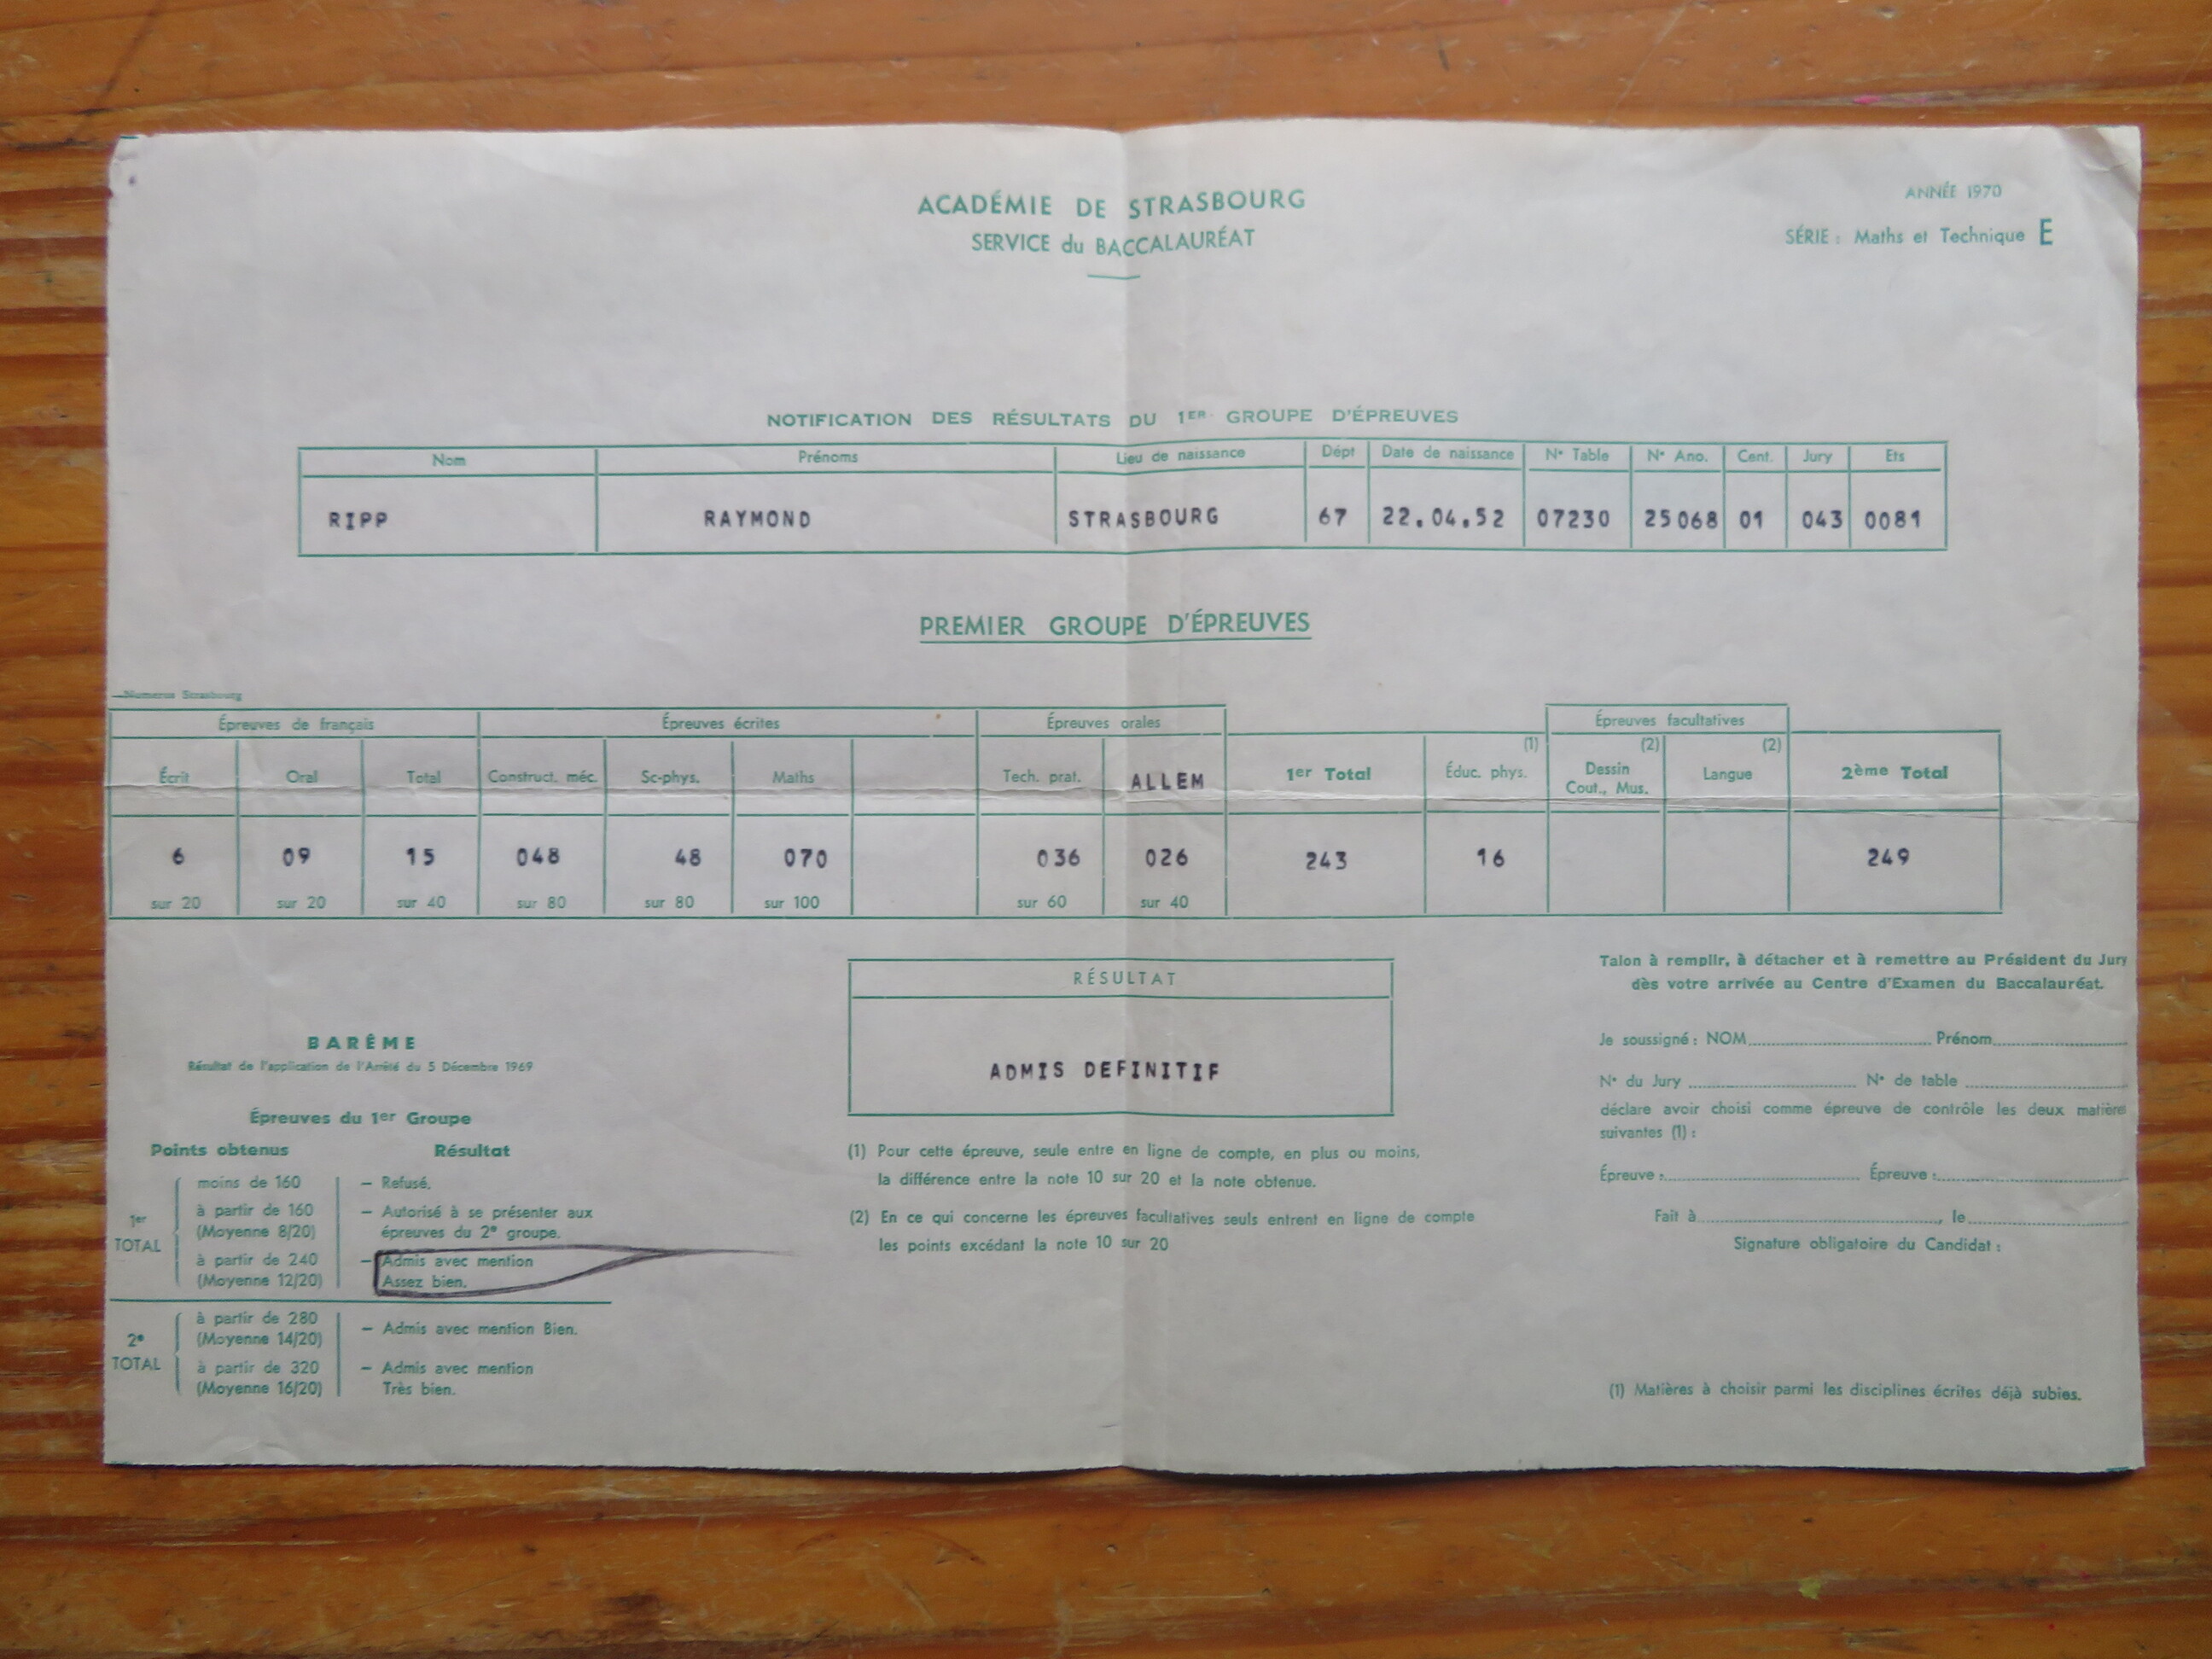 ACADÉMIE DE STRASBOURG
SERVICE du BACCALAURÉAT
ANNÉE 1970
SÉRIE : Maths et Technique E
NOTIFICATION DES RÉSULTATS DU 1ER GROUPE D'ÉPREUVES
Nom Prénoms Lieu de naissance Dépt Date de naissance N° Table N° Ano. Cent. Jury Ets
RIPP RAYMOND STRASBOURG 67 22.04.52 07230 25068 01 043 0081
PREMIER GROUPE D'ÉPREUVES
Numerus Strasbourg
Épreuves de français Épreuves écrites Épreuves orales Épreuves facultatives
(1) (2) (2)
Écrit Oral Total Construct. méc. Sc-phys. Maths Tech. prat. ALLEM 1er Total Éduc. phys. Dessin Cout., Mus. Langue 2ème Total
6 09 15 048 48 070 036 026 243 16 249
sur 20 sur 20 sur 40 sur 80 sur 80 sur 100 sur 60 sur 40
BARÊME
Résultat de l'application de l'Arrêté du 5 Décembre 1969
Épreuves du 1er Groupe
Points obtenus Résultat
1er TOTAL
moins de 160 — Refusé.
à partir de 160 — Autorisé à se présenter aux
(Moyenne 8/20) épreuves du 2e groupe.
à partir de 240 — Admis avec mention
(Moyenne 12/20) Assez bien.
2e TOTAL
à partir de 280 — Admis avec mention Bien.
(Moyenne 14/20)
à partir de 320 — Admis avec mention
(Moyenne 16/20) Très bien.
RÉSULTAT
ADMIS DEFINITIF
(1) Pour cette épreuve, seule entre en ligne de compte, en plus ou moins,
la différence entre la note 10 sur 20 et la note obtenue.
(2) En ce qui concerne les épreuves facultatives seuls entrent en ligne de compte
les points excédant la note 10 sur 20
Talon à remplir, à détacher et à remettre au Président du Jury
dès votre arrivée au Centre d'Examen du Baccalauréat.
Je soussigné : NOM Prénom
N° du Jury N° de table
déclare avoir choisi comme épreuve de contrôle les deux matières
suivantes (1) :
Épreuve : Épreuve :
Fait à , le
Signature obligatoire du Candidat :
(1) Matières à choisir parmi les disciplines écrites déjà subies.